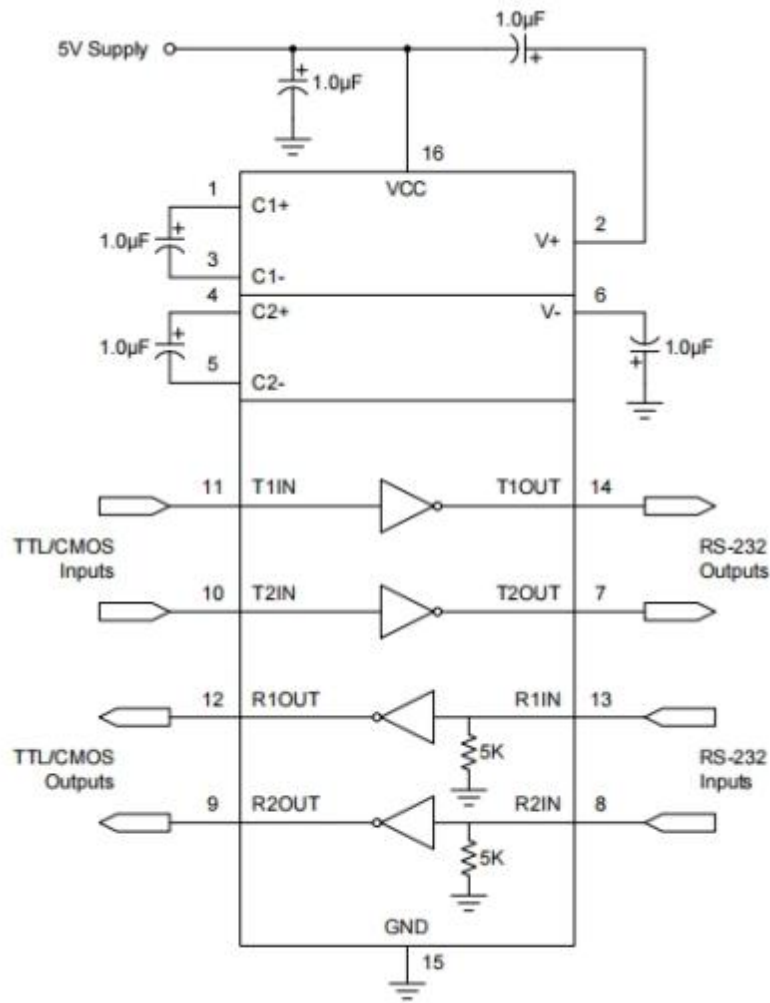 1.0µF
5V Supply
+
+
1.0µF
16
1
VCC
C1+
2
+
1.0µF
V+
3
C1-
4
6
C2+
V-
+
1.0µF
1.0µF
5
+
C2-
11
T1IN
T1OUT
14
TTL/CMOS
Inputs
RS-232
Outputs
10
T2IN
T2OUT
7
12
R1OUT
R1IN
13
5K
TTL/CMOS
Outputs
RS-232
Inputs
9
R2OUT
R2IN
8
5K
GND
15